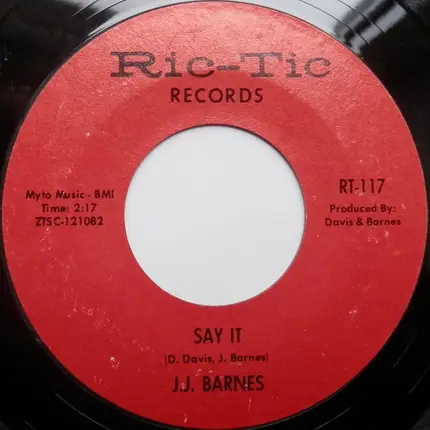 Ric-Tic
RECORDS
Myto Music - BMI
Time: 2:17
ZTSC-121082
RT-117
Produced By:
Davis & Barnes
SAY IT
(D. Davis, J. Barnes)
J.J. BARNES